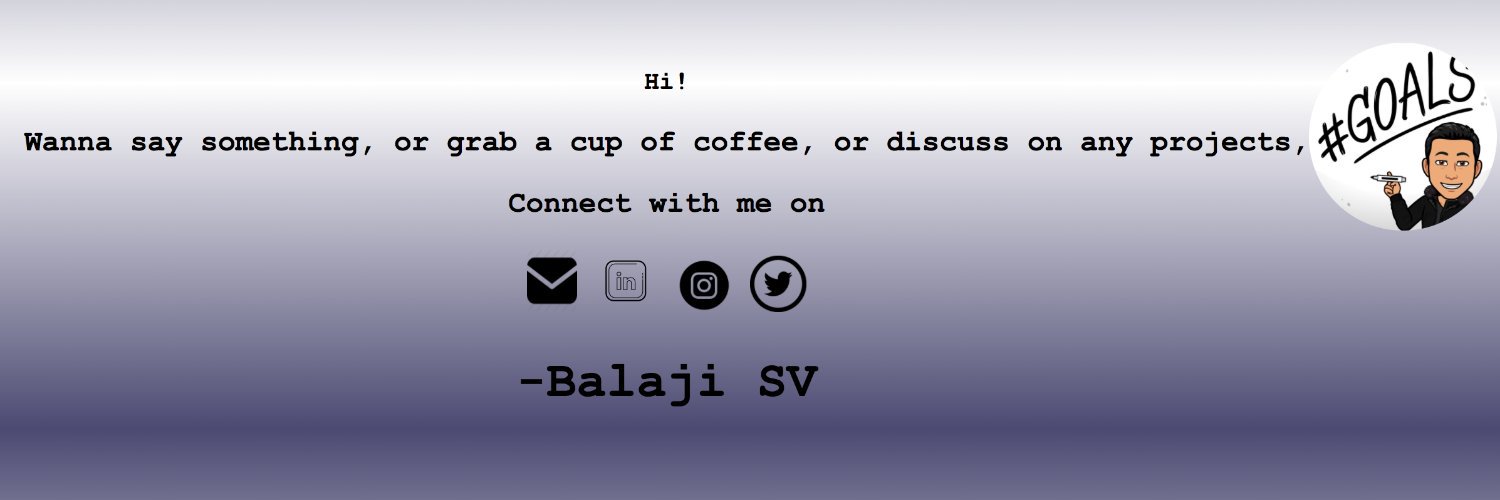 Hi!
Wanna say something, or grab a cup of coffee, or discuss on any projects,
#GOALS
Connect with me on
in
-Balaji SV